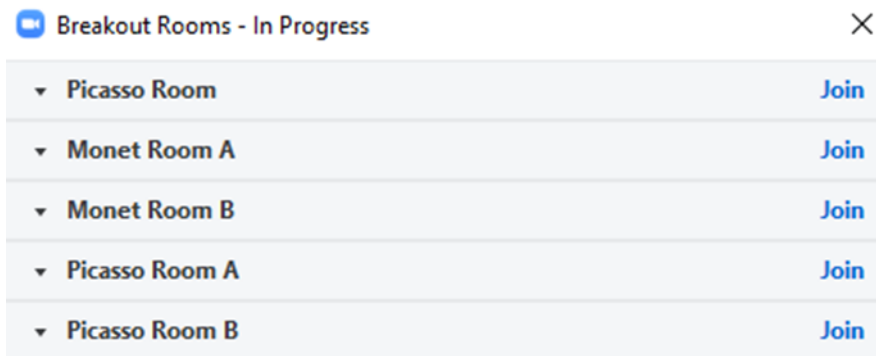 Breakout Rooms - In Progress
Picasso Room Join
Monet Room A Join
Monet Room B Join
Picasso Room A Join
Picasso Room B Join